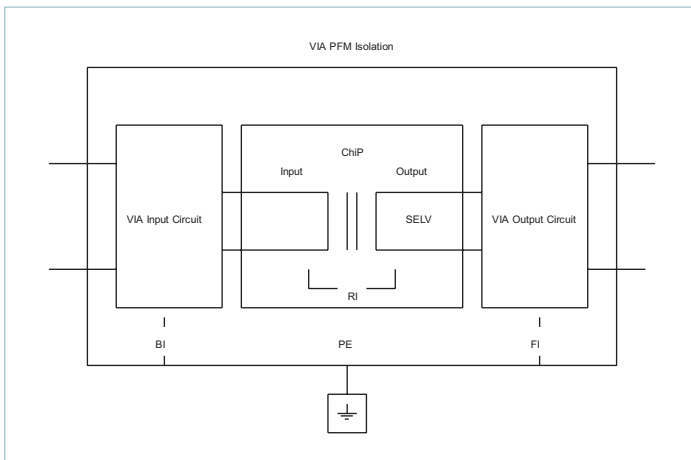 VIA PFM Isolation
ChiP
Input Output
VIA Input Circuit
SELV
VIA Output Circuit
RI
BI PE FI